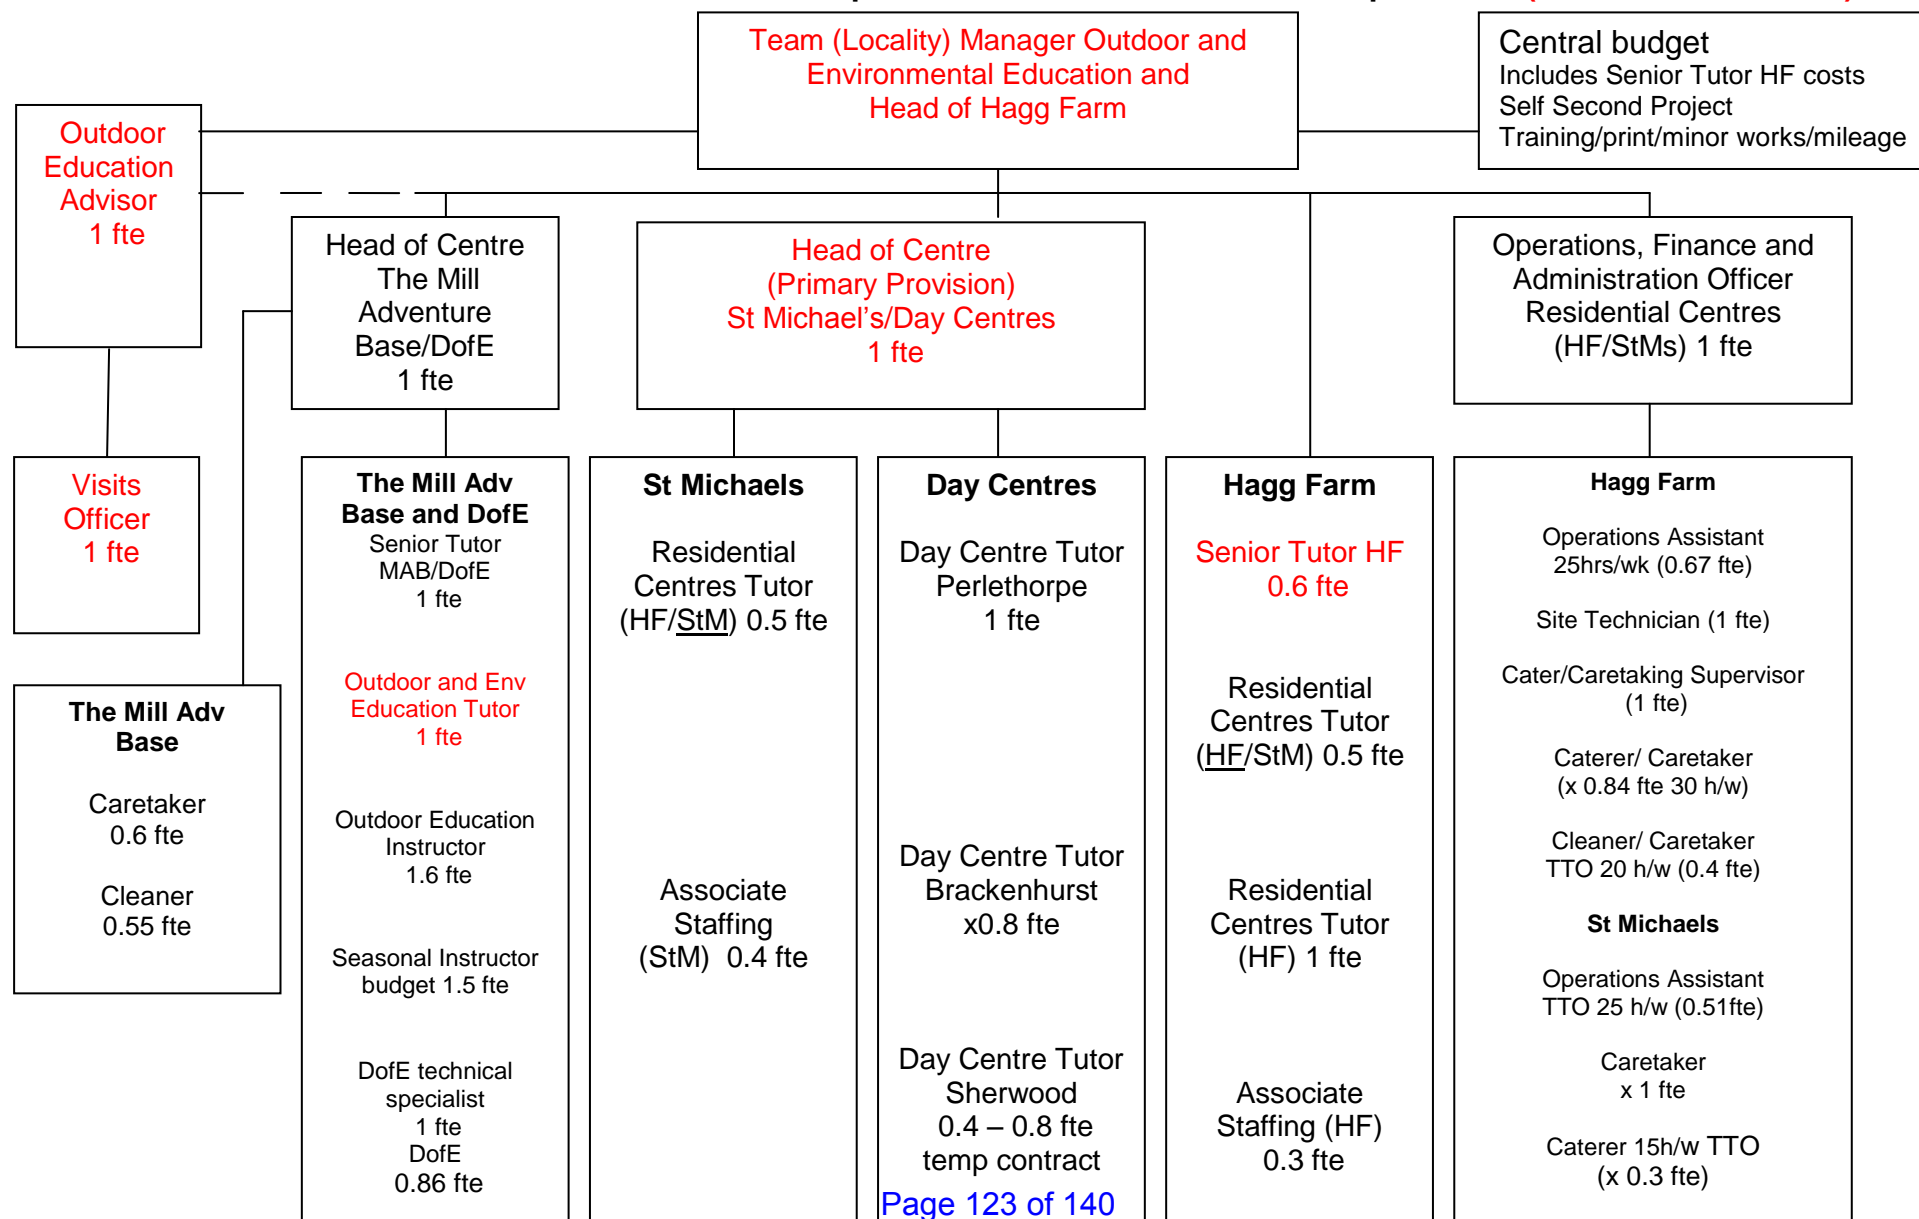 Team (Locality) Manager Outdoor and
Environmental Education and
Head of Hagg Farm
Central budget
Includes Senior Tutor HF costs
Self Second Project
Training/print/minor works/mileage
Outdoor
Education
Advisor
1 fte
Head of Centre
The Mill
Adventure
Base/DofE
1 fte
Head of Centre
(Primary Provision)
St Michael's/Day Centres
1 fte
Operations, Finance and
Administration Officer
Residential Centres
(HF/StMs) 1 fte
Visits
Officer
1 fte
The Mill Adv
Base
Caretaker
0.6 fte
Cleaner
0.55 fte
The Mill Adv
Base and DofE
Senior Tutor
MAB/DofE
1 fte
Outdoor and Env
Education Tutor
1 fte
Outdoor Education
Instructor
1.6 fte
Seasonal Instructor
budget 1.5 fte
DofE technical
specialist
1 fte
DofE
0.86 fte
St Michaels
Residential
Centres Tutor
(HF/StM) 0.5 fte
Associate
Staffing
(StM) 0.4 fte
Day Centres
Day Centre Tutor
Perlethorpe
1 fte
Day Centre Tutor
Brackenhurst
x0.8 fte
Day Centre Tutor
Sherwood
0.4 – 0.8 fte
temp contract
Hagg Farm
Senior Tutor HF
0.6 fte
Residential
Centres Tutor
(HF/StM) 0.5 fte
Residential
Centres Tutor
(HF) 1 fte
Associate
Staffing (HF)
0.3 fte
Hagg Farm
Operations Assistant
25hrs/wk (0.67 fte)
Site Technician (1 fte)
Cater/Caretaking Supervisor
(1 fte)
Caterer/ Caretaker
(x 0.84 fte 30 h/w)
Cleaner/ Caretaker
TTO 20 h/w (0.4 fte)
St Michaels
Operations Assistant
TTO 25 h/w (0.51fte)
Caretaker
x 1 fte
Caterer 15h/w TTO
(x 0.3 fte)
Page 123 of 140